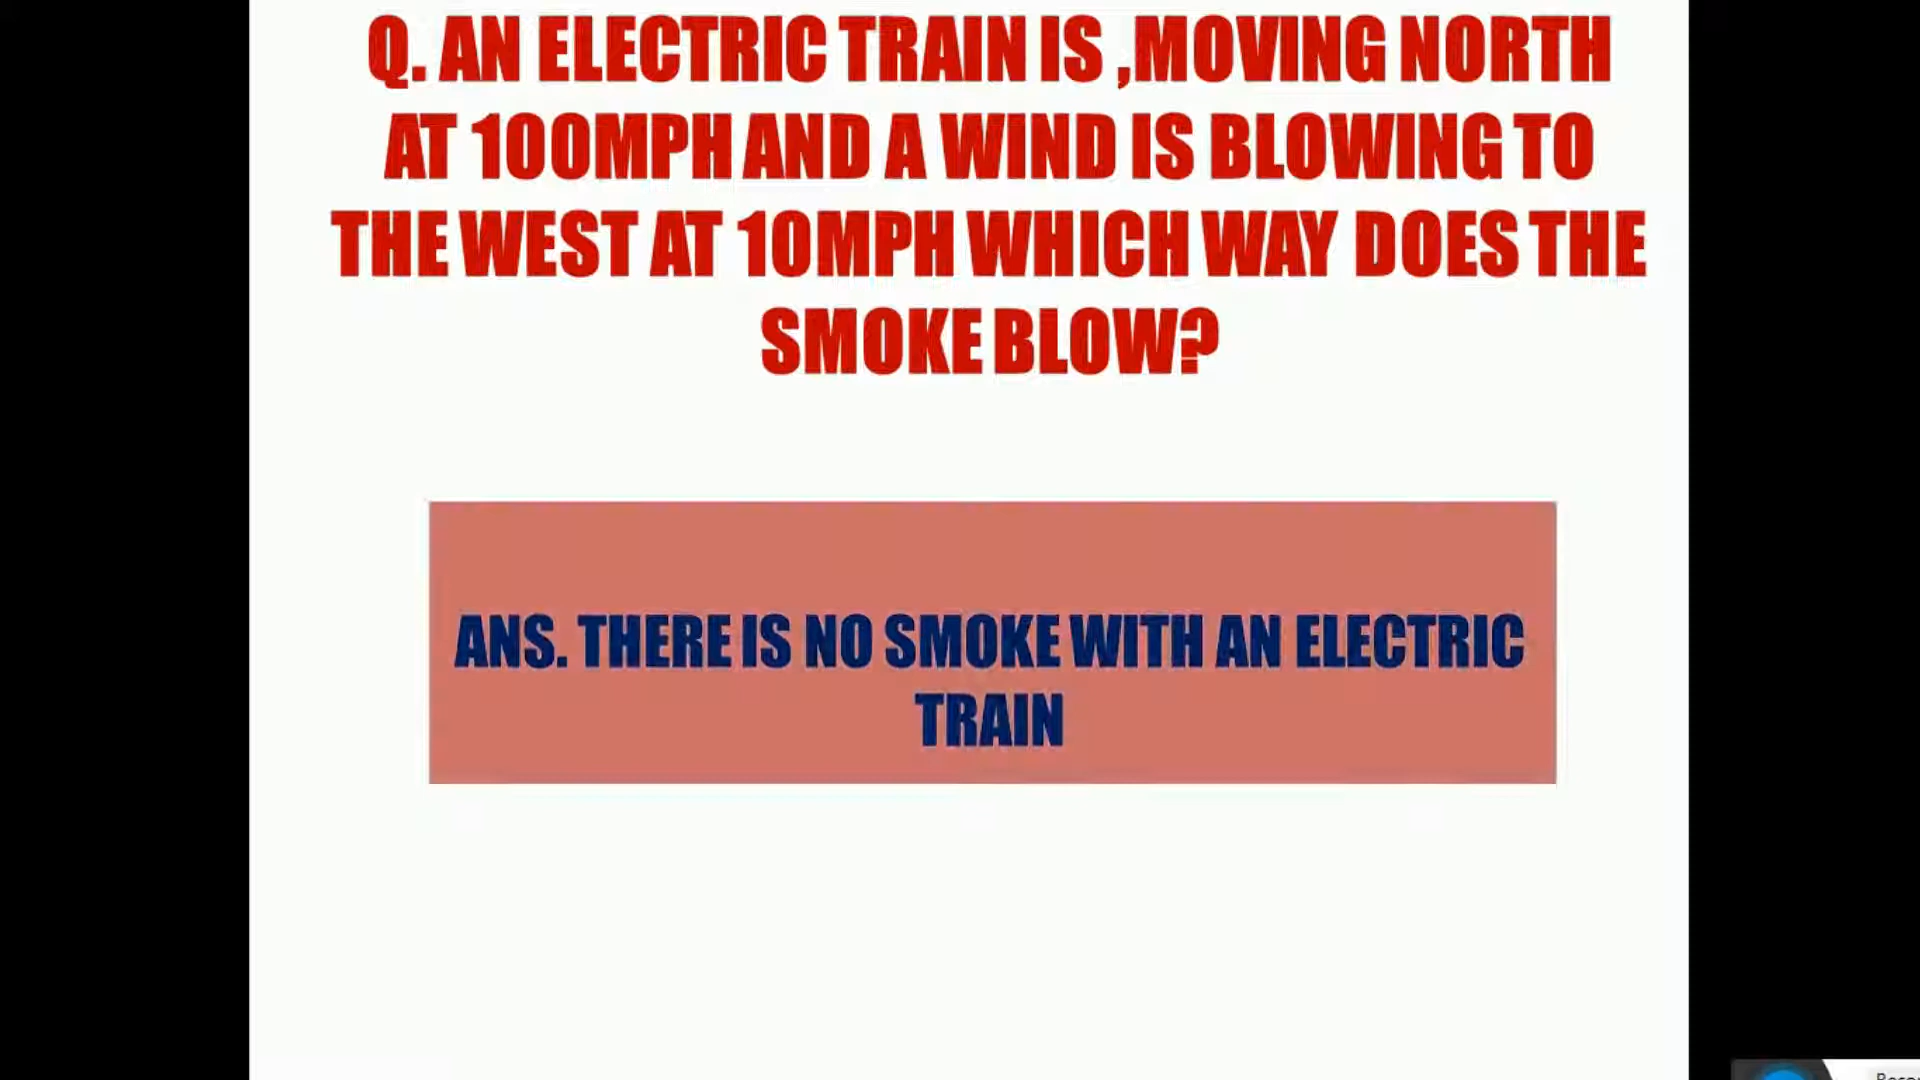 Q. AN ELECTRIC TRAIN IS ,MOVING NORTH
AT 100MPH AND A WIND IS BLOWING TO
THE WEST AT 10MPH WHICH WAY DOES THE
SMOKE BLOW?
ANS. THERE IS NO SMOKE WITH AN ELECTRIC
TRAIN